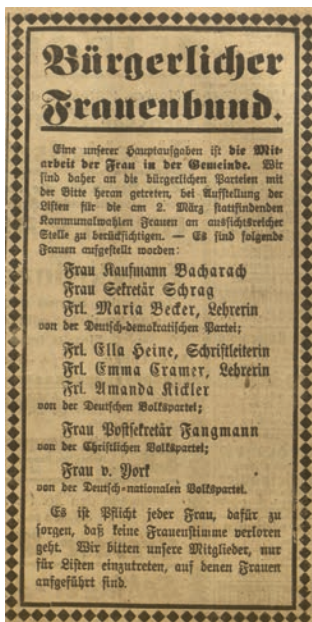 Bürgerlicher
Frauenbund.
Eine unserer Hauptaufgaben ist die Mit-
arbeit der Frau in der Gemeinde. Wir
sind daher an die bürgerlichen Parteien mit
der Bitte heran getreten, bei Aufstellung der
Listen für die am 2. März stattfindenden
Kommunalwahlen Frauen an aussichtsreicher
Stelle zu berücksichtigen. — Es sind folgende
Frauen aufgestellt worden:
Frau Kaufmann Bacharach
Frau Sekretär Schrag
Frl. Maria Becker, Lehrerin
von der Deutsch-demokratischen Partei;
Frl. Ella Heine, Schriftleiterin
Frl. Emma Cramer, Lehrerin
Frl. Amanda Kickler
von der Deutschen Volkspartei;
Frau Postsekretär Fangmann
von der Christlichen Volkspartei;
Frau v. York
von der Deutsch-nationalen Volkspartei.
Es ist Pflicht jeder Frau, dafür zu
sorgen, daß keine Frauenstimme verloren
geht. Wir bitten unsere Mitglieder, nur
für Listen einzutreten, auf denen Frauen
aufgeführt sind.